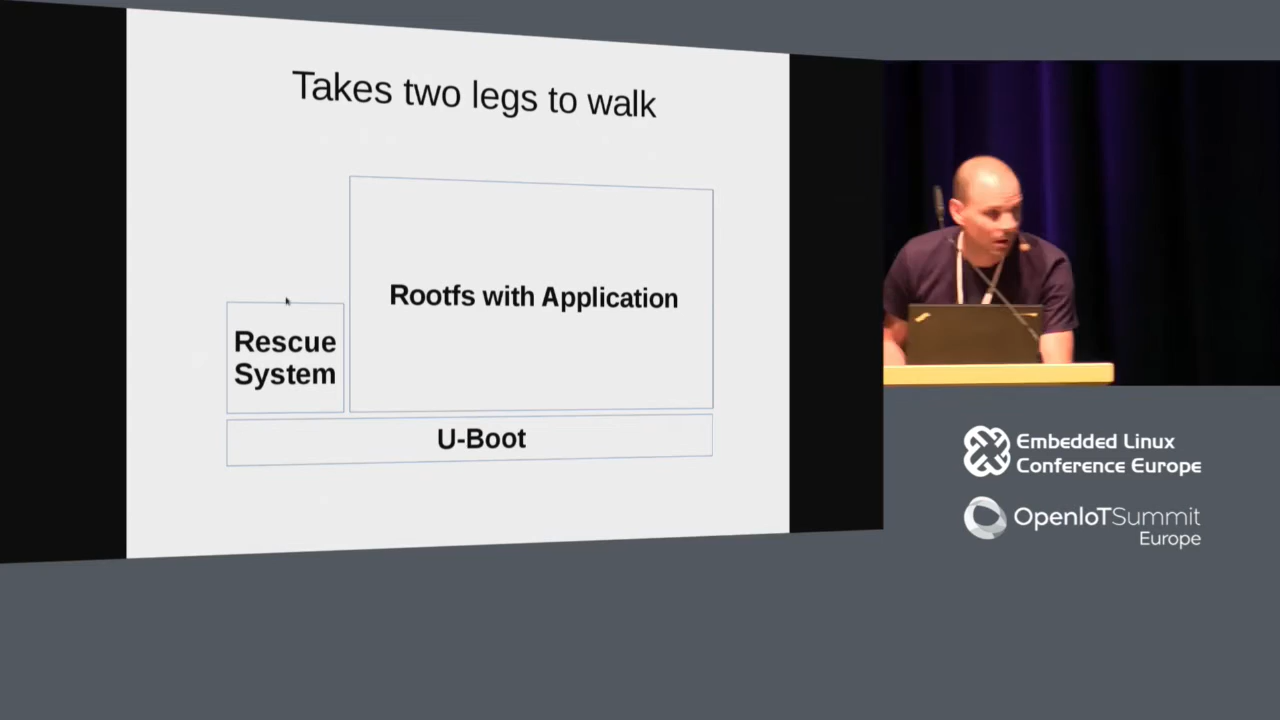 Takes two legs to walk
Rootfs with Application
Rescue
System
U-Boot
Embedded Linux
Conference Europe
OpenIoTSummit
Europe